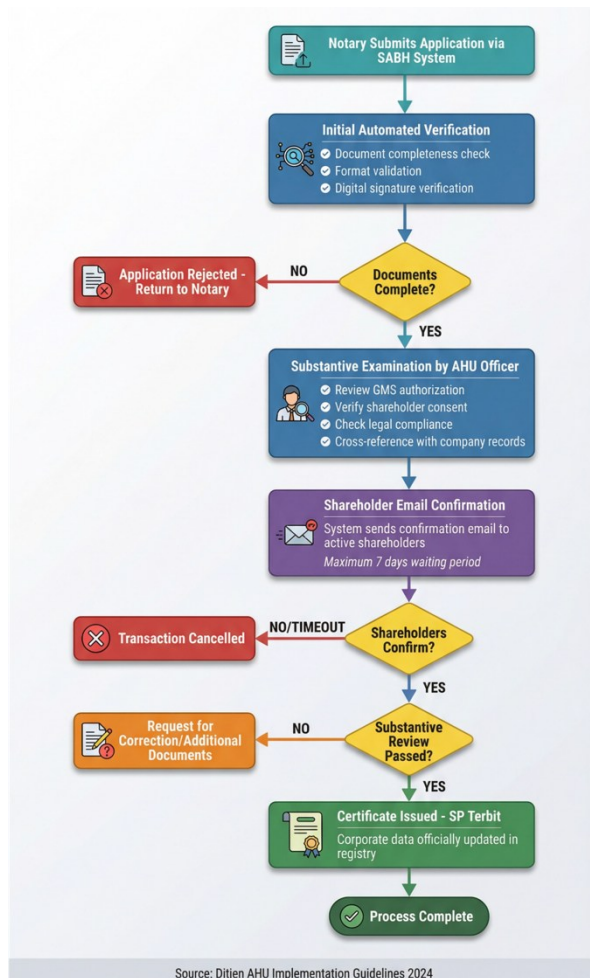 Notary Submits Application via
SABH System
Initial Automated Verification
Document completeness check
Format validation
Digital signature verification
Documents
Complete?
NO
Application Rejected -
Return to Notary
YES
Substantive Examination by AHU Officer
Review GMS authorization
Verify shareholder consent
Check legal compliance
Cross-reference with company records
Shareholder Email Confirmation
System sends confirmation email to
active shareholders
Maximum 7 days waiting period
Shareholders
Confirm?
NO/TIMEOUT
Transaction Cancelled
YES
Substantive
Review
Passed?
NO
Request for
Correction/Additional
Documents
YES
Certificate Issued - SP Terbit
Corporate data officially updated in
registry
Process Complete
Source: Ditjen AHU Implementation Guidelines 2024